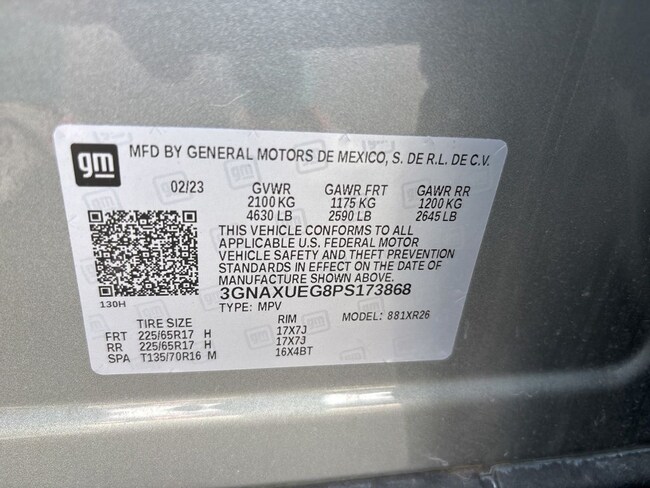 gm MFD BY GENERAL MOTORS DE MEXICO, S. DE R.L. DE C.V.
02/23 GVWR GAWR FRT GAWR RR
2100 KG 1175 KG 1200 KG
4630 LB 2590 LB 2645 LB
THIS VEHICLE CONFORMS TO ALL
APPLICABLE U.S. FEDERAL MOTOR
VEHICLE SAFETY AND THEFT PREVENTION
STANDARDS IN EFFECT ON THE DATE OF
MANUFACTURE SHOWN ABOVE.
130H 3GNAXUEG8PS173868
TYPE: MPV MODEL: 881XR26
TIRE SIZE RIM
FRT 225/65R17 H 17X7J
RR 225/65R17 H 17X7J
SPA T135/70R16 M 16X4BT